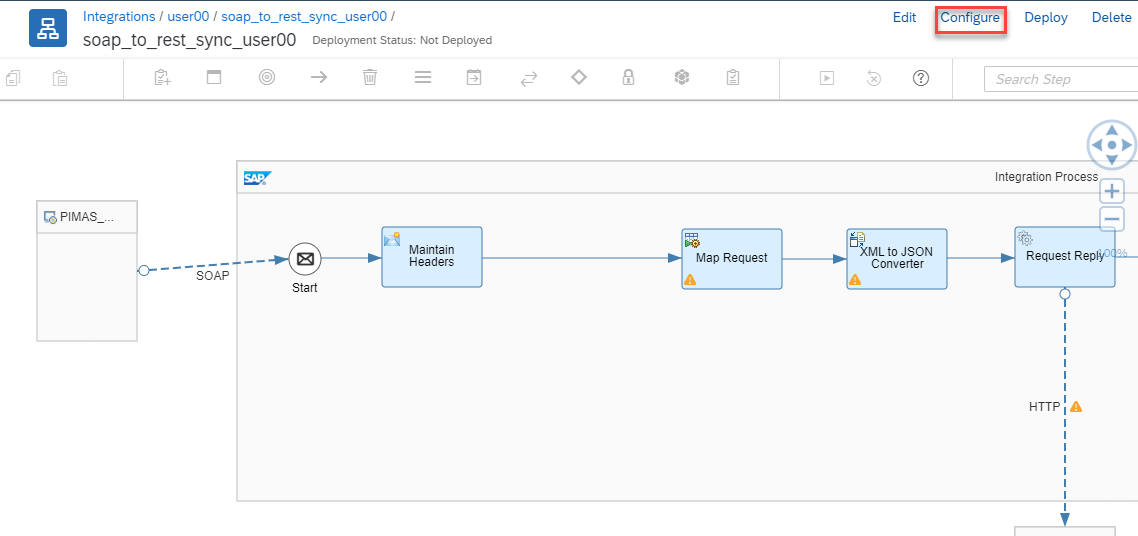 Integrations / user00 / soap_to_rest_sync_user00 /
Edit Configure Deploy Delete
soap_to_rest_sync_user00 Deployment Status: Not Deployed
Search Step
SAP
Integration Process
PIMAS_...
SOAP
Start
Maintain
Headers
Map Request
XML to JSON
Converter
Request Reply
100%
HTTP